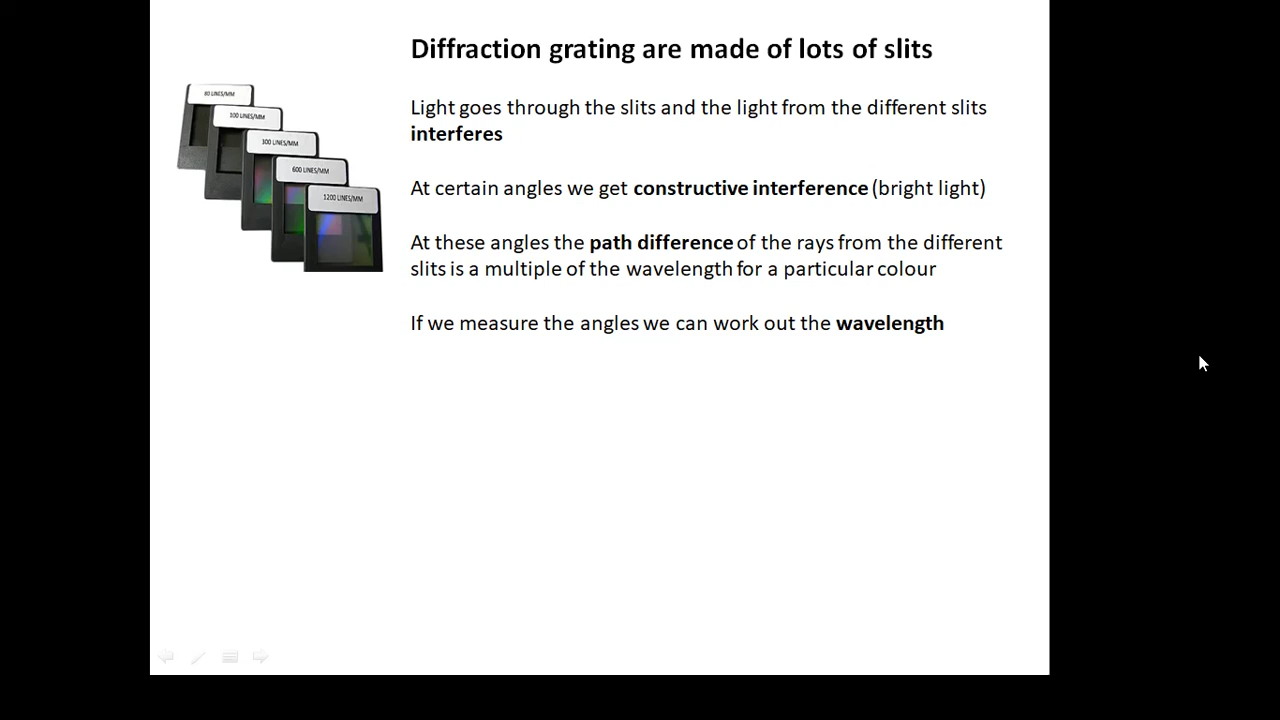 Diffraction grating are made of lots of slits
80 LINES/MM
100 LINES/MM
300 LINES/MM
600 LINES/MM
1200 LINES/MM
Light goes through the slits and the light from the different slits
interferes
At certain angles we get constructive interference (bright light)
At these angles the path difference of the rays from the different
slits is a multiple of the wavelength for a particular colour
If we measure the angles we can work out the wavelength